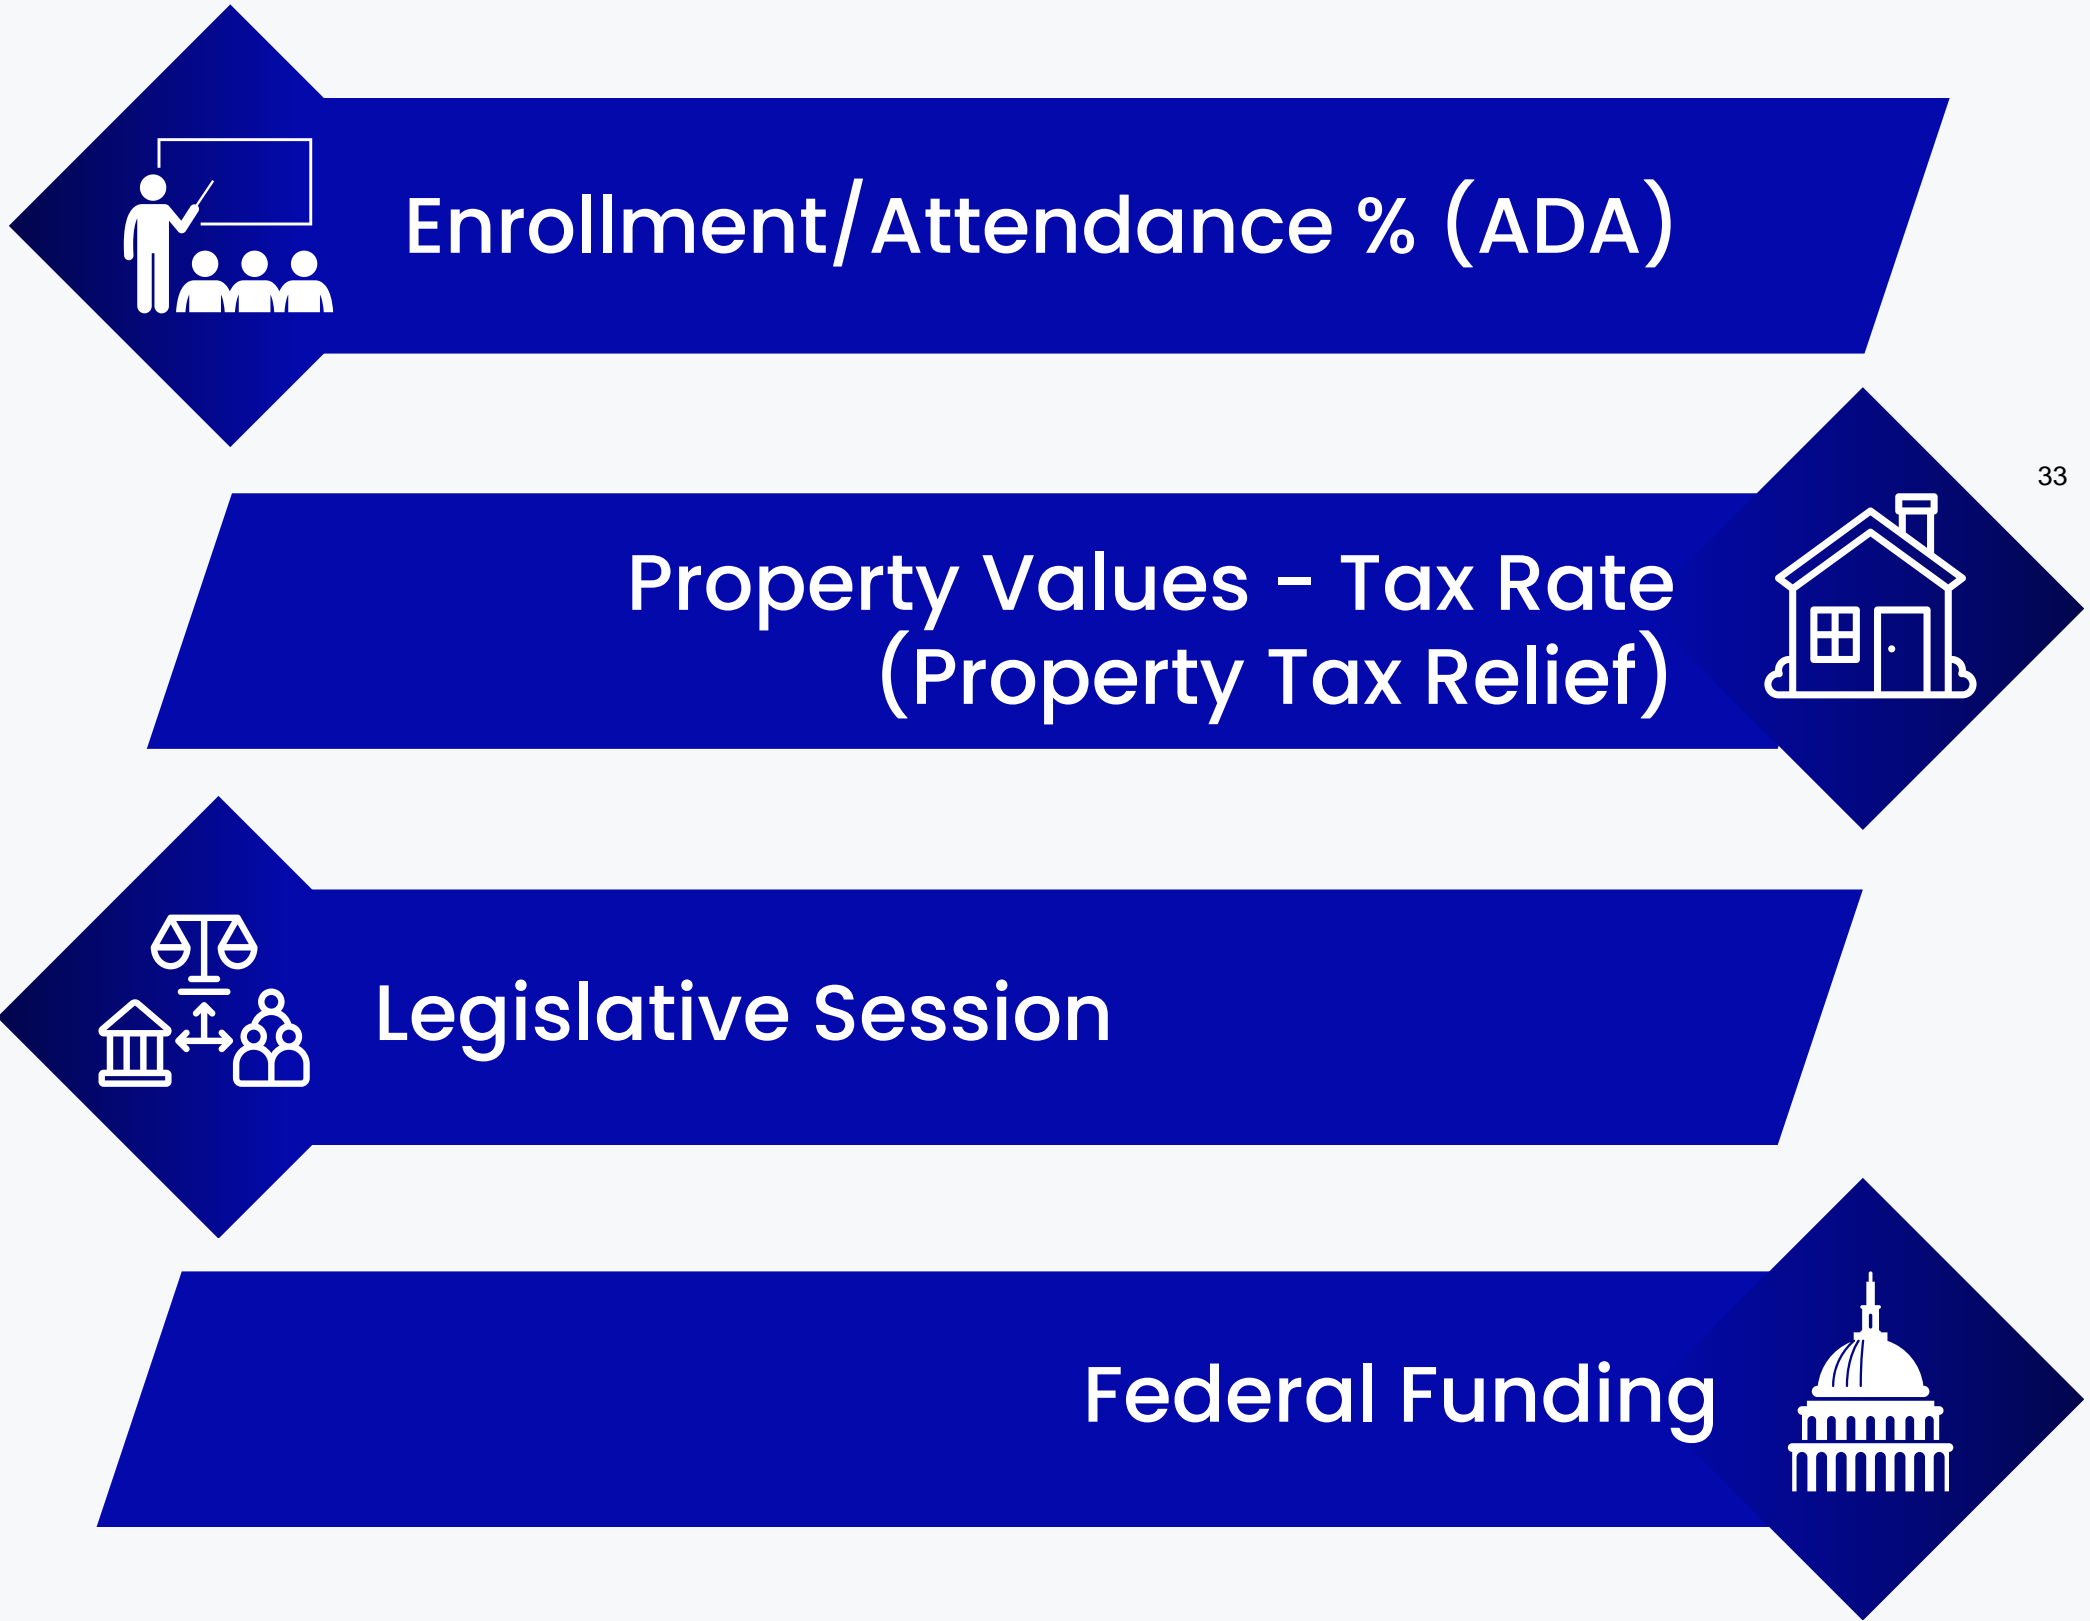 Enrollment/Attendance % (ADA)
33
Property Values - Tax Rate
(Property Tax Relief)
Legislative Session
Federal Funding